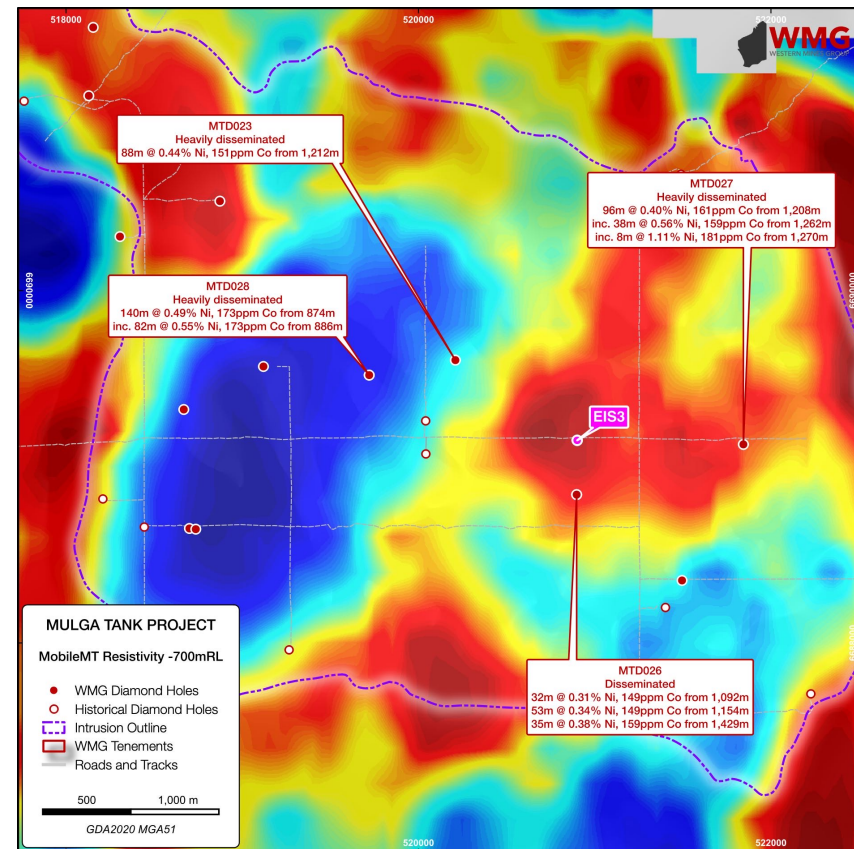 518000
520000
522000
WMG
WESTERN MINES GROUP
MTD023
Heavily disseminated
88m @ 0.44% Ni, 151ppm Co from 1,212m
MTD027
Heavily disseminated
96m @ 0.40% Ni, 161ppm Co from 1,208m
inc. 38m @ 0.56% Ni, 159ppm Co from 1,262m
inc. 8m @ 1.11% Ni, 181ppm Co from 1,270m
MTD028
Heavily disseminated
140m @ 0.49% Ni, 173ppm Co from 874m
inc. 82m @ 0.55% Ni, 173ppm Co from 886m
6690000
6690000
EIS3
MULGA TANK PROJECT
MobileMT Resistivity -700mRL
WMG Diamond Holes
Historical Diamond Holes
Intrusion Outline
WMG Tenements
Roads and Tracks
500
1,000 m
GDA2020 MGA51
MTD026
Disseminated
32m @ 0.31% Ni, 149ppm Co from 1,092m
53m @ 0.34% Ni, 149ppm Co from 1,154m
35m @ 0.38% Ni, 159ppm Co from 1,429m
520000
522000